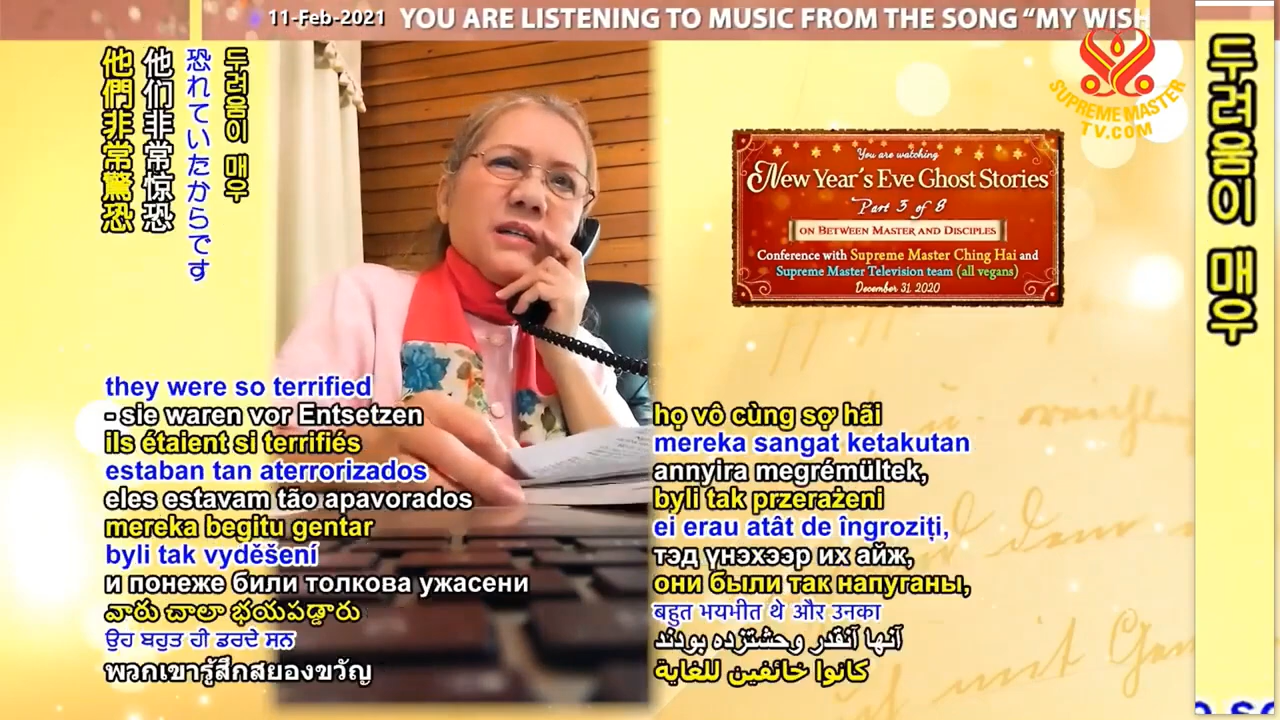 11-Feb-2021 YOU ARE LISTENING TO MUSIC FROM THE SONG “MY WISH
SUPREME MASTER
TV.COM
他們非常驚恐
他们非常惊恐
恐れていたからです
두려움이 매우
두려움이 매우
You are watching
New Year's Eve Ghost Stories
Part 3 of 8
ON BETWEEN MASTER AND DISCIPLES
Conference with Supreme Master Ching Hai and
Supreme Master Television team (all vegans)
December 31, 2020
they were so terrified
- sie waren vor Entsetzen
ils étaient si terrifiés
estaban tan aterrorizados
eles estavam tão apavorados
mereka begitu gentar
byli tak vyděšení
и понеже били толкова ужасени
వారు చాలా భయపడ్డారు
ਉਹ ਬਹੁਤ ਹੀ ਡਰਦੇ ਸਨ
พวกเขารู้สึกสยองขวัญ
họ vô cùng sợ hãi
mereka sangat ketakutan
annyira megrémültek,
byli tak przerażeni
ei erau atât de îngroziți,
тэд үнэхээр их айж,
они были так напуганы,
बहुत भयभीत थे और उनका
آنها آنقدر وحشتزده بودند
كانوا خائفين للغاية